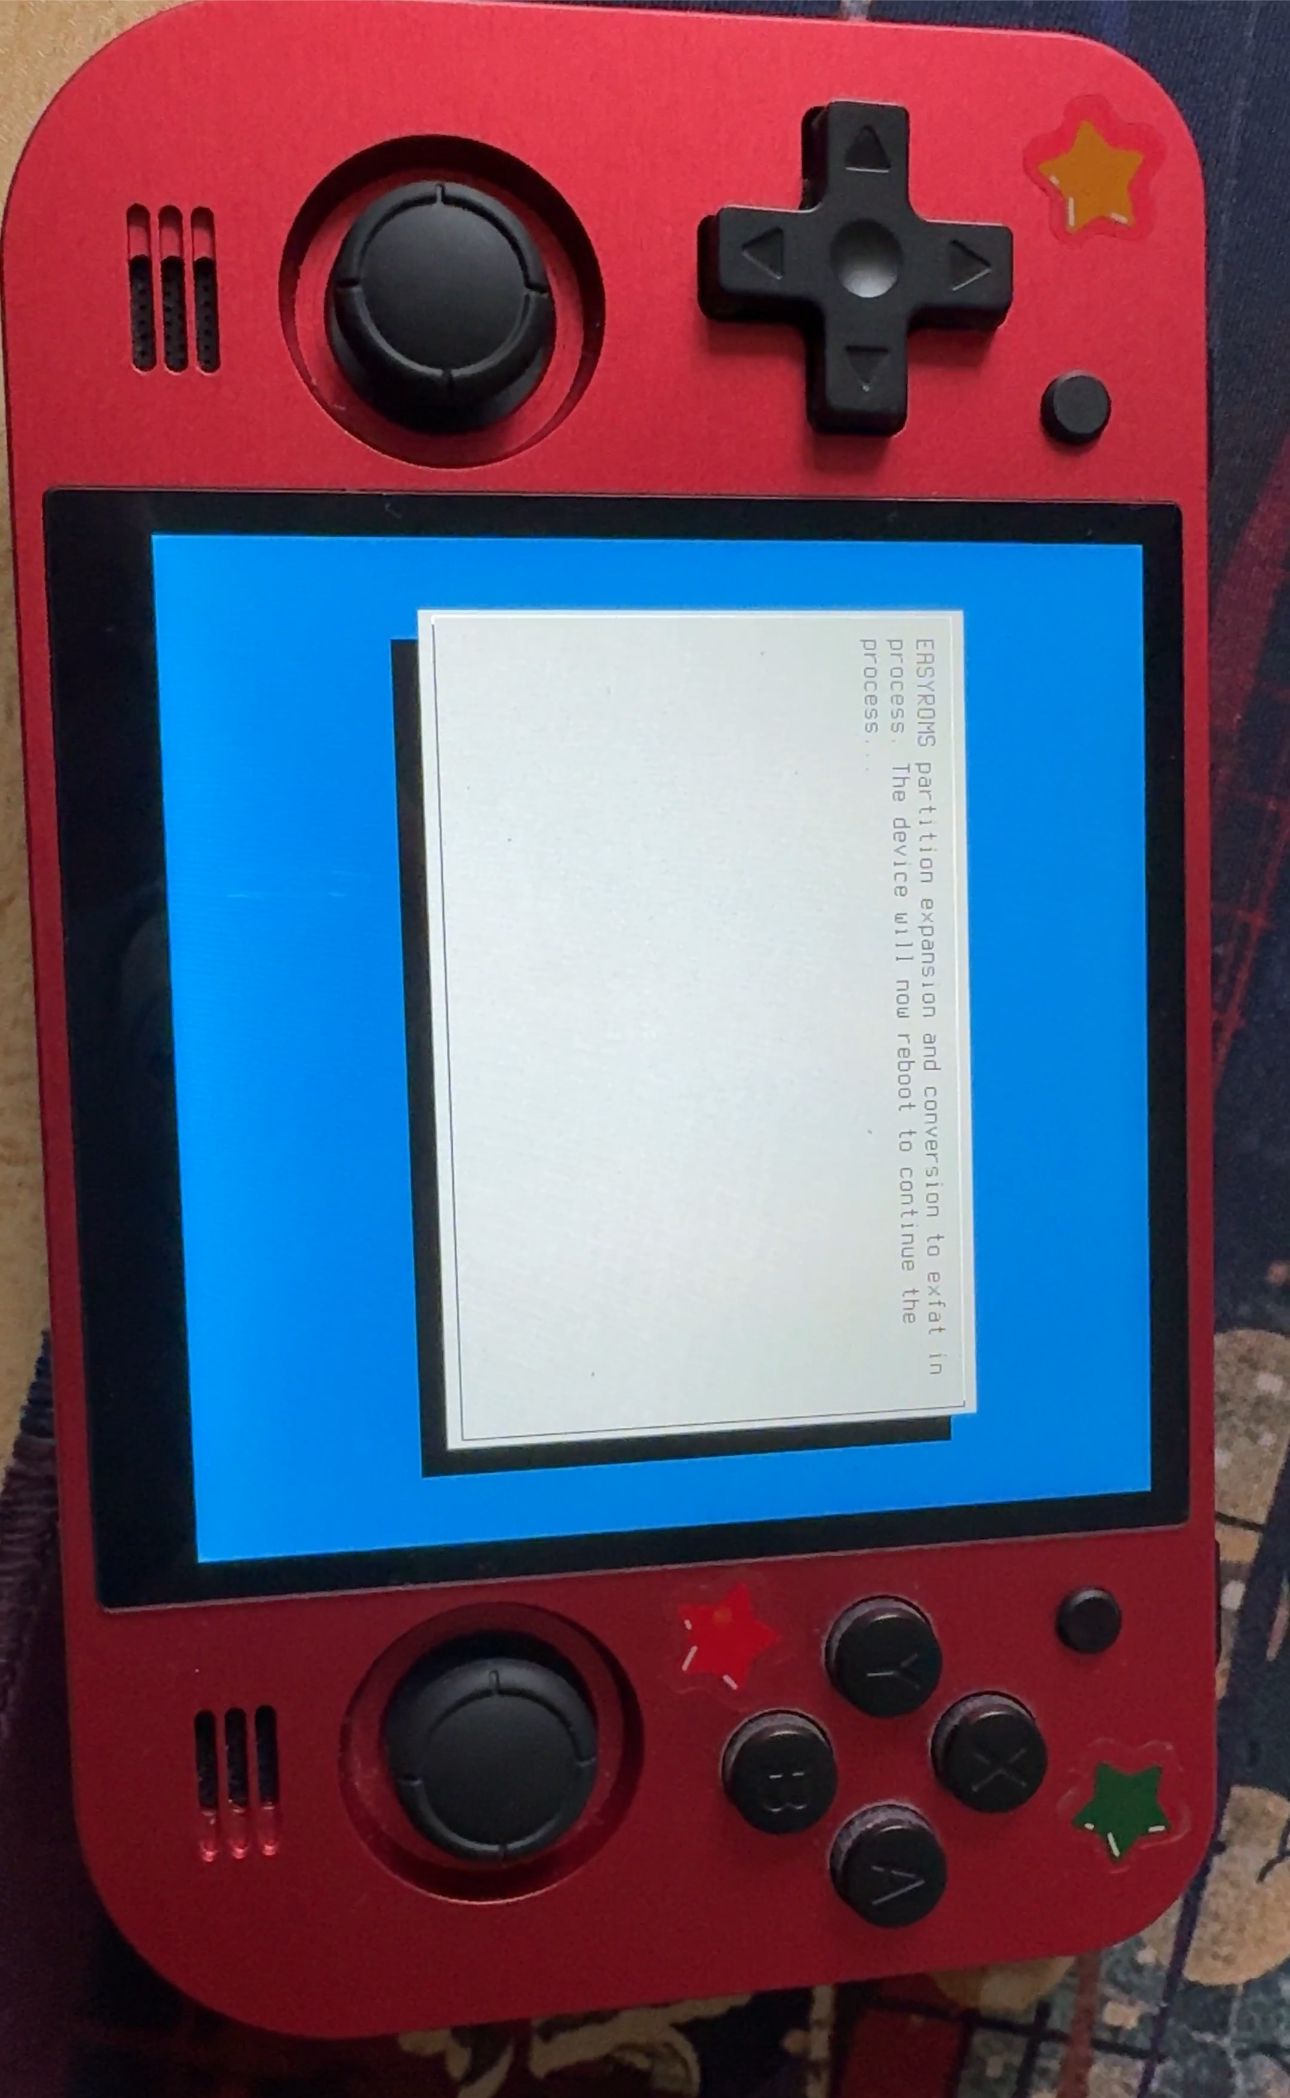 EASYROMS partition expansion and conversion to exfat in
process. The device will now reboot to continue the
process...
X
Y
A
B